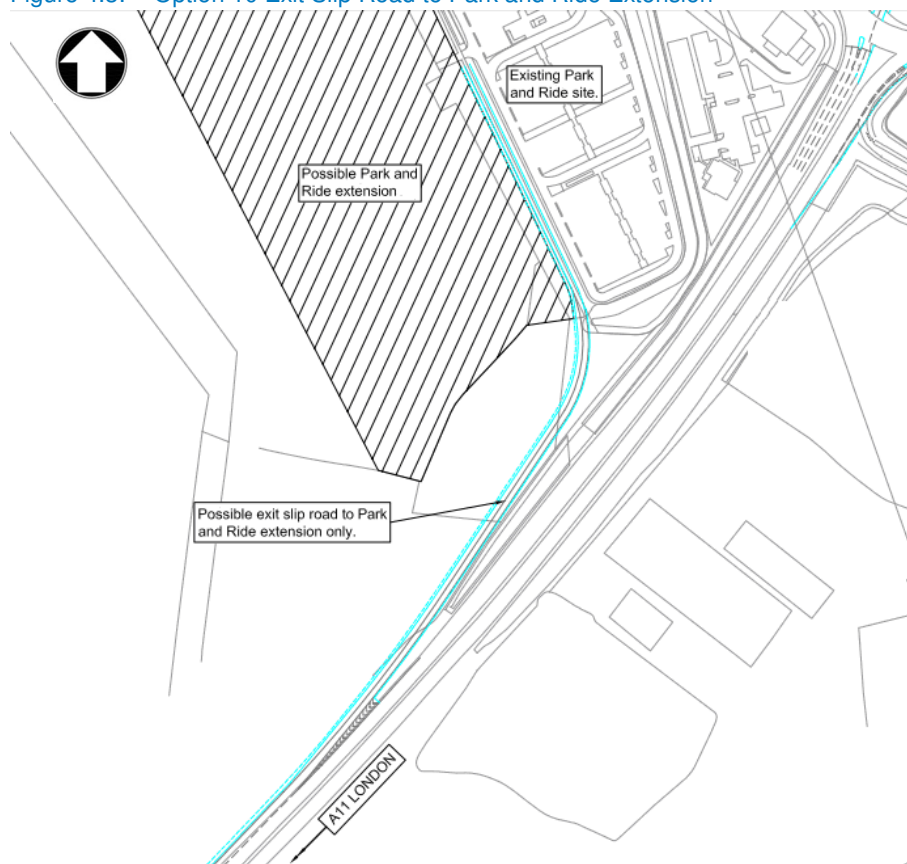 Existing Park
and Ride site.
Possible Park and
Ride extension
Possible exit slip road to Park
and Ride extension only.
A11 LONDON